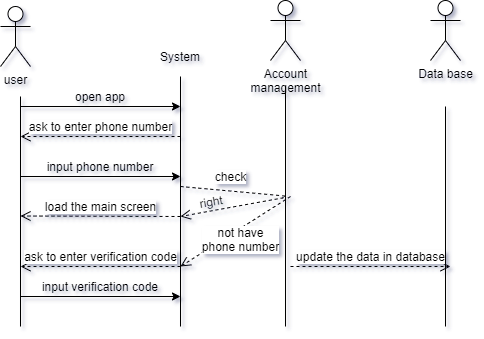 user
System
Account
management
Data base
open app
ask to enter phone number
input phone number
check
right
load the main screen
not have
phone number
ask to enter verification code
update the data in database
input verification code